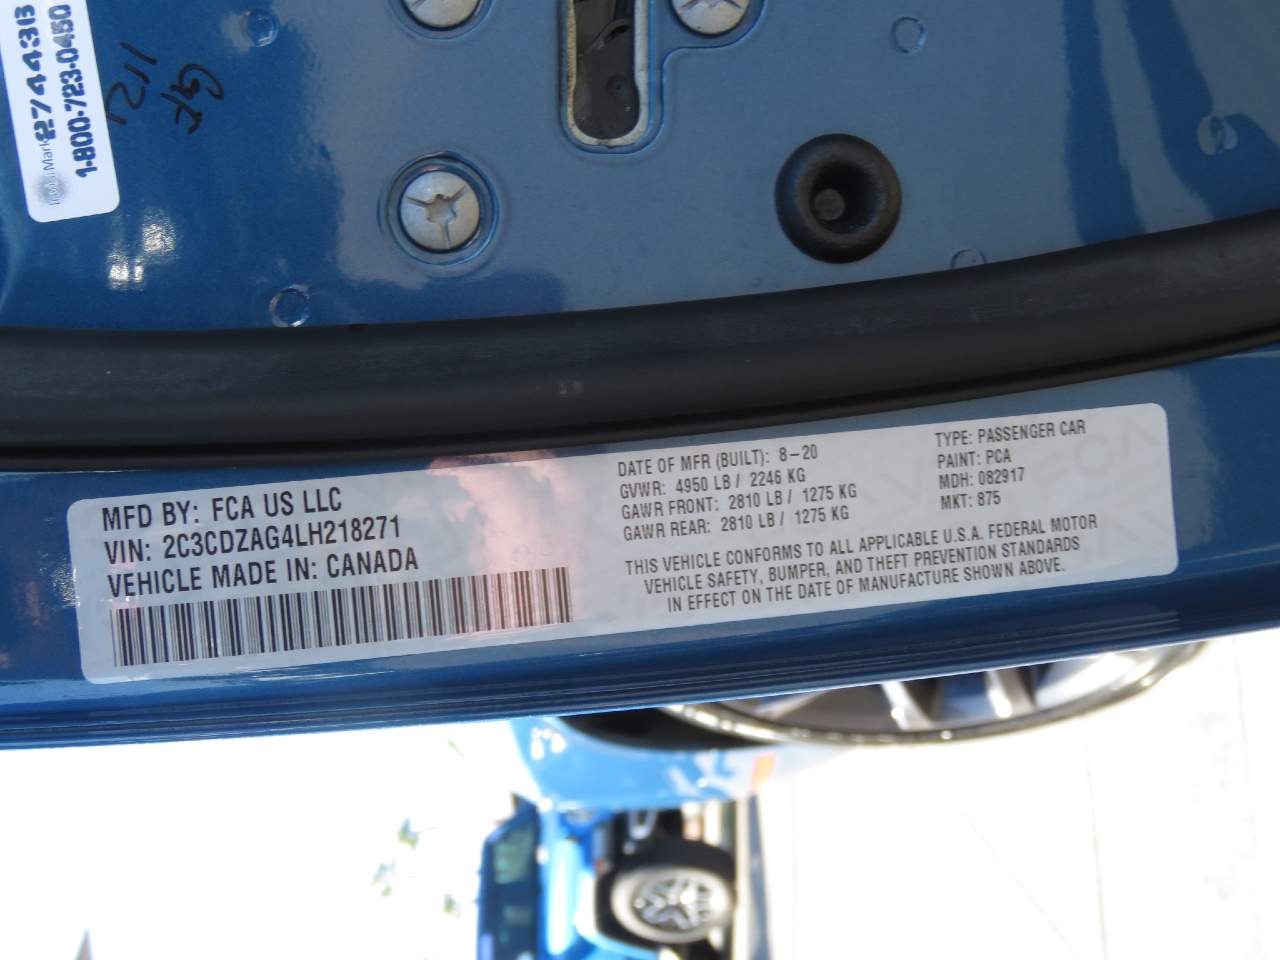 274436
1-800-723-0450
MFD BY: FCA US LLC
VIN: 2C3CDZAG4LH218271
VEHICLE MADE IN: CANADA
DATE OF MFR (BUILT): 8-20
GVWR: 4950 LB / 2246 KG
GAWR FRONT: 2810 LB / 1275 KG
GAWR REAR: 2810 LB / 1275 KG
TYPE: PASSENGER CAR
PAINT: PCA
MDH: 082917
MKT: 875
THIS VEHICLE CONFORMS TO ALL APPLICABLE U.S.A. FEDERAL MOTOR
VEHICLE SAFETY, BUMPER, AND THEFT PREVENTION STANDARDS
IN EFFECT ON THE DATE OF MANUFACTURE SHOWN ABOVE.